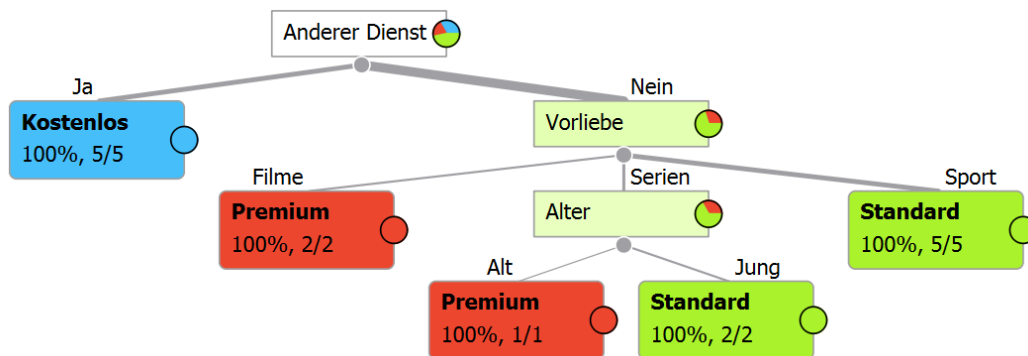 Anderer Dienst
Ja
Nein
Kostenlos
100%, 5/5
Vorliebe
Filme
Serien
Sport
Premium
100%, 2/2
Alter
Standard
100%, 5/5
Alt
Jung
Premium
100%, 1/1
Standard
100%, 2/2